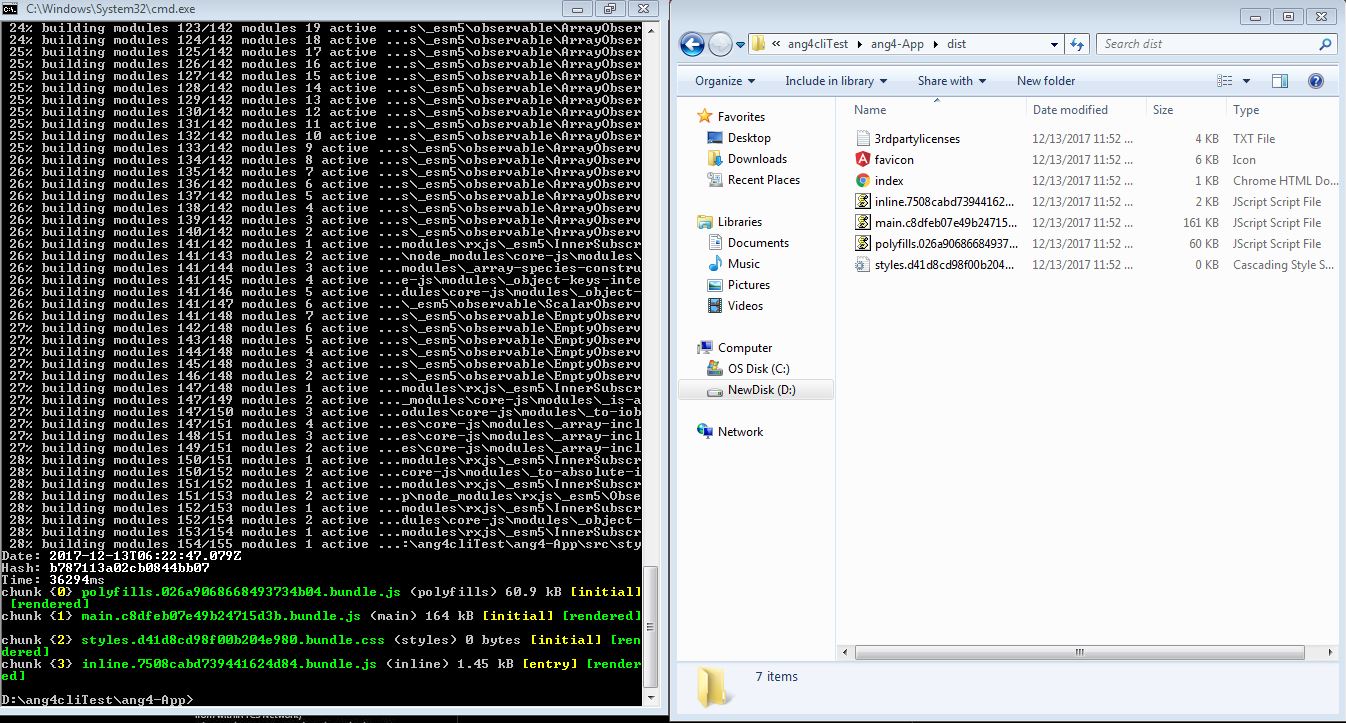 C:\Windows\System32\cmd.exe
24% building modules 123/142 modules 19 active ...s\_esm5\observable\ArrayObser
24% building modules 124/142 modules 18 active ...s\_esm5\observable\ArrayObser
25% building modules 125/142 modules 17 active ...s\_esm5\observable\ArrayObser
25% building modules 126/142 modules 16 active ...s\_esm5\observable\ArrayObser
25% building modules 127/142 modules 15 active ...s\_esm5\observable\ArrayObser
25% building modules 128/142 modules 14 active ...s\_esm5\observable\ArrayObser
25% building modules 129/142 modules 13 active ...s\_esm5\observable\ArrayObser
25% building modules 130/142 modules 12 active ...s\_esm5\observable\ArrayObser
25% building modules 131/142 modules 11 active ...s\_esm5\observable\ArrayObser
25% building modules 132/142 modules 10 active ...s\_esm5\observable\ArrayObser
25% building modules 133/142 modules 9 active ...s\_esm5\observable\ArrayObserv
26% building modules 134/142 modules 8 active ...s\_esm5\observable\ArrayObserv
26% building modules 135/142 modules 7 active ...s\_esm5\observable\ArrayObserv
26% building modules 136/142 modules 6 active ...s\_esm5\observable\ArrayObserv
26% building modules 137/142 modules 5 active ...s\_esm5\observable\ArrayObserv
26% building modules 138/142 modules 4 active ...s\_esm5\observable\ArrayObserv
26% building modules 139/142 modules 3 active ...s\_esm5\observable\ArrayObserv
26% building modules 140/142 modules 2 active ...s\_esm5\observable\ArrayObserv
26% building modules 141/142 modules 1 active ...modules\rxjs\_esm5\InnerSubscr
26% building modules 141/143 modules 2 active ...\node_modules\core-js\modules\
26% building modules 141/144 modules 3 active ...modules\_array-species-constru
26% building modules 141/145 modules 4 active ...e-js\modules\_object-keys-inte
26% building modules 141/146 modules 5 active ...dules\core-js\modules\_object-
26% building modules 141/147 modules 6 active ...\_esm5\observable\ScalarObserv
26% building modules 141/148 modules 7 active ...s\_esm5\observable\EmptyObserv
27% building modules 142/148 modules 6 active ...s\_esm5\observable\EmptyObserv
27% building modules 143/148 modules 5 active ...s\_esm5\observable\EmptyObserv
27% building modules 144/148 modules 4 active ...s\_esm5\observable\EmptyObserv
27% building modules 145/148 modules 3 active ...s\_esm5\observable\EmptyObserv
27% building modules 146/148 modules 2 active ...s\_esm5\observable\EmptyObserv
27% building modules 147/148 modules 1 active ...modules\rxjs\_esm5\InnerSubscr
27% building modules 147/149 modules 2 active ..._modules\core-js\modules\_is-a
27% building modules 147/150 modules 3 active ...odules\core-js\modules\_to-iob
27% building modules 147/151 modules 4 active ...es\core-js\modules\_array-incl
27% building modules 148/151 modules 3 active ...es\core-js\modules\_array-incl
27% building modules 149/151 modules 2 active ...es\core-js\modules\_array-incl
28% building modules 150/151 modules 1 active ...modules\rxjs\_esm5\InnerSubscr
28% building modules 150/152 modules 2 active ...core-js\modules\_to-absolute-i
28% building modules 151/152 modules 1 active ...modules\rxjs\_esm5\InnerSubscr
28% building modules 151/153 modules 2 active ...p\node_modules\rxjs\_esm5\Obse
28% building modules 152/153 modules 1 active ...modules\rxjs\_esm5\InnerSubscr
28% building modules 152/154 modules 2 active ...dules\core-js\modules\_object-
28% building modules 153/154 modules 1 active ...modules\rxjs\_esm5\InnerSubscr
28% building modules 154/155 modules 1 active ...:\ang4cliTest\ang4-App\src\sty
Date: 2017-12-13T06:22:47.079Z
Hash: b787113a02cb0844bb07
Time: 36294ms
chunk {0} polyfills.026a9068668493734b04.bundle.js (polyfills) 60.9 kB [initial]
[rendered]
chunk {1} main.c8dfeb07e49b24715d3b.bundle.js (main) 164 kB [initial] [rendered]
chunk {2} styles.d41d8cd98f00b204e980.bundle.css (styles) 0 bytes [initial] [ren
dered]
chunk {3} inline.7508cabd739441624d84.bundle.js (inline) 1.45 kB [entry] [render
ed]
D:\ang4cliTest\ang4-App>
« ang4cliTest ang4-App dist
Search dist
Organize Include in library Share with New folder
Favorites
Desktop
Downloads
Recent Places
Libraries
Documents
Music
Pictures
Videos
Computer
OS Disk (C:)
NewDisk (D:)
Network
Name Date modified Size Type
3rdpartylicenses 12/13/2017 11:52 ... 4 KB TXT File
favicon 12/13/2017 11:52 ... 6 KB Icon
index 12/13/2017 11:52 ... 1 KB Chrome HTML Do...
inline.7508cabd73944162... 12/13/2017 11:52 ... 2 KB JScript Script File
main.c8dfeb07e49b24715... 12/13/2017 11:52 ... 161 KB JScript Script File
polyfills.026a90686684937... 12/13/2017 11:52 ... 60 KB JScript Script File
styles.d41d8cd98f00b204... 12/13/2017 11:52 ... 0 KB Cascading Style S...
7 items